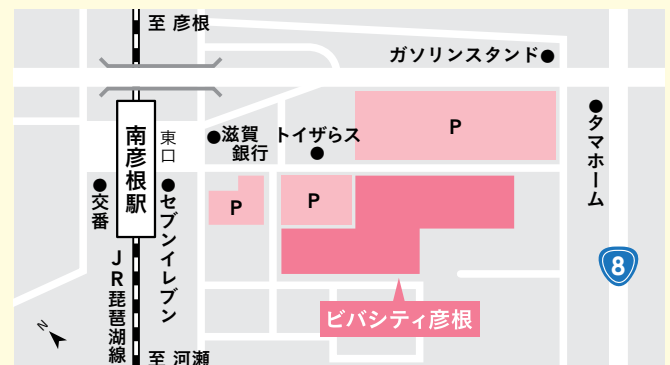 至 彦根
ガソリンスタンド
P
タマホーム
滋賀
銀行
トイザらス
東口
南彦根駅
交番
セブンイレブン
P
P
8
JR琵琶湖線
ビバシティ彦根
N
至 河瀬